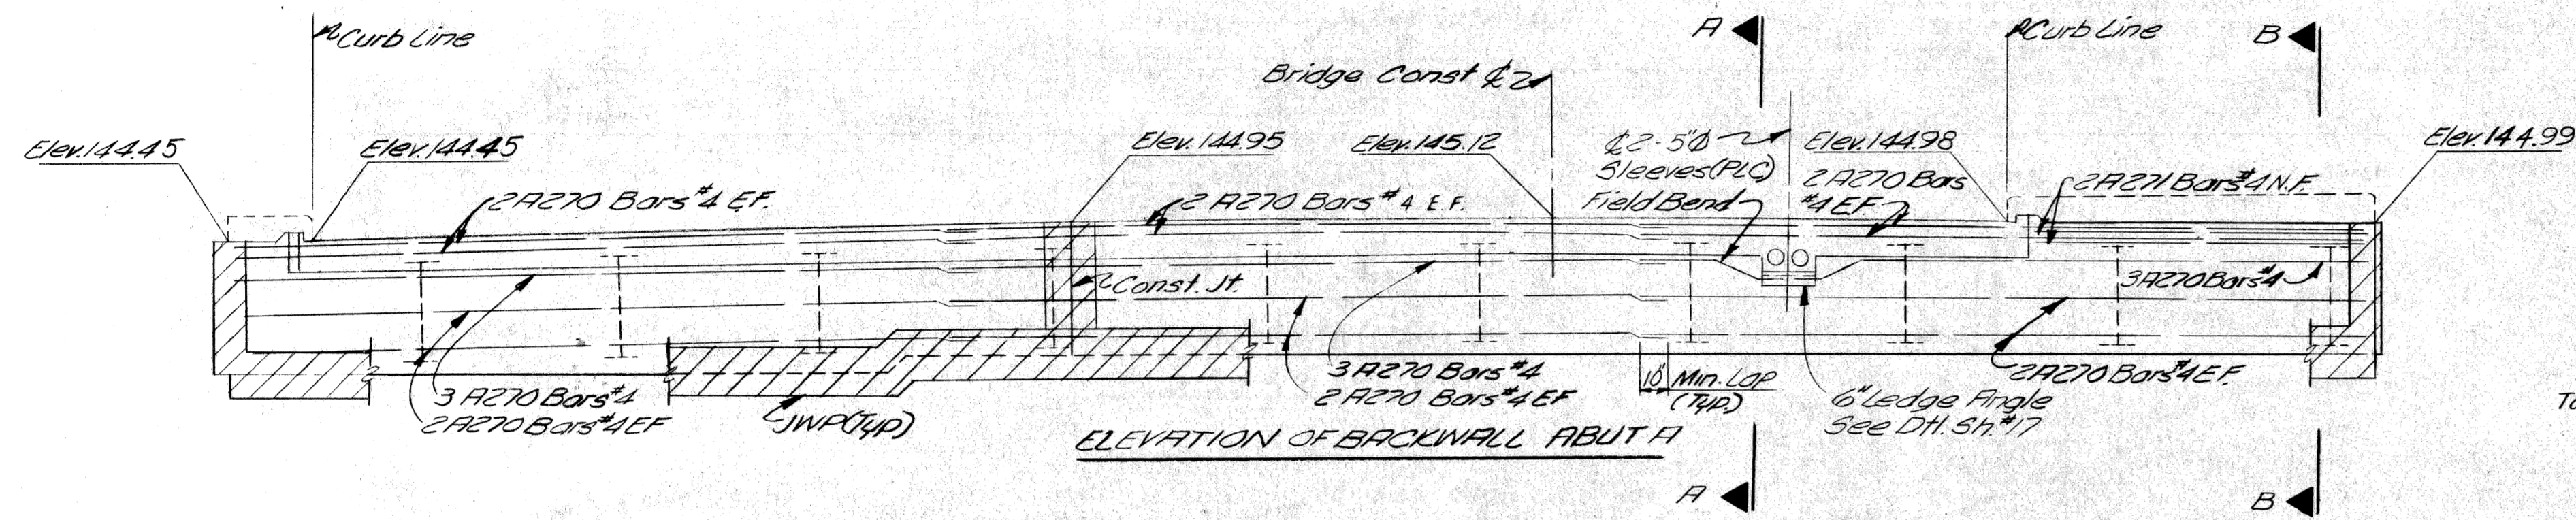 Curb Line
A
Curb Line
B
Bridge Const ℄
Elev. 144.45
Elev. 144.45
Elev. 144.95
Elev. 145.12
℄ 2-5"Φ
Sleeves (PLC)
Field Bend
Elev. 144.98
Elev. 144.99
2 A270 Bars #4 E.F.
2 A270 Bars #4 E.F.
2 A270 Bars
#4 EF.
2 A271 Bars #4 N.F.
Const. Jt.
3 A270 Bars #4
3 A270 Bars #4
2 A270 Bars #4 EF
JWP (Typ)
3 A270 Bars #4
2 A270 Bars #4 EF
10" Min. Lap
(Typ.)
6" Ledge Angle
See Dtl. Sh. #17
2 A270 Bars #4 EF.
ELEVATION OF BACKWALL ABUT A
A
B